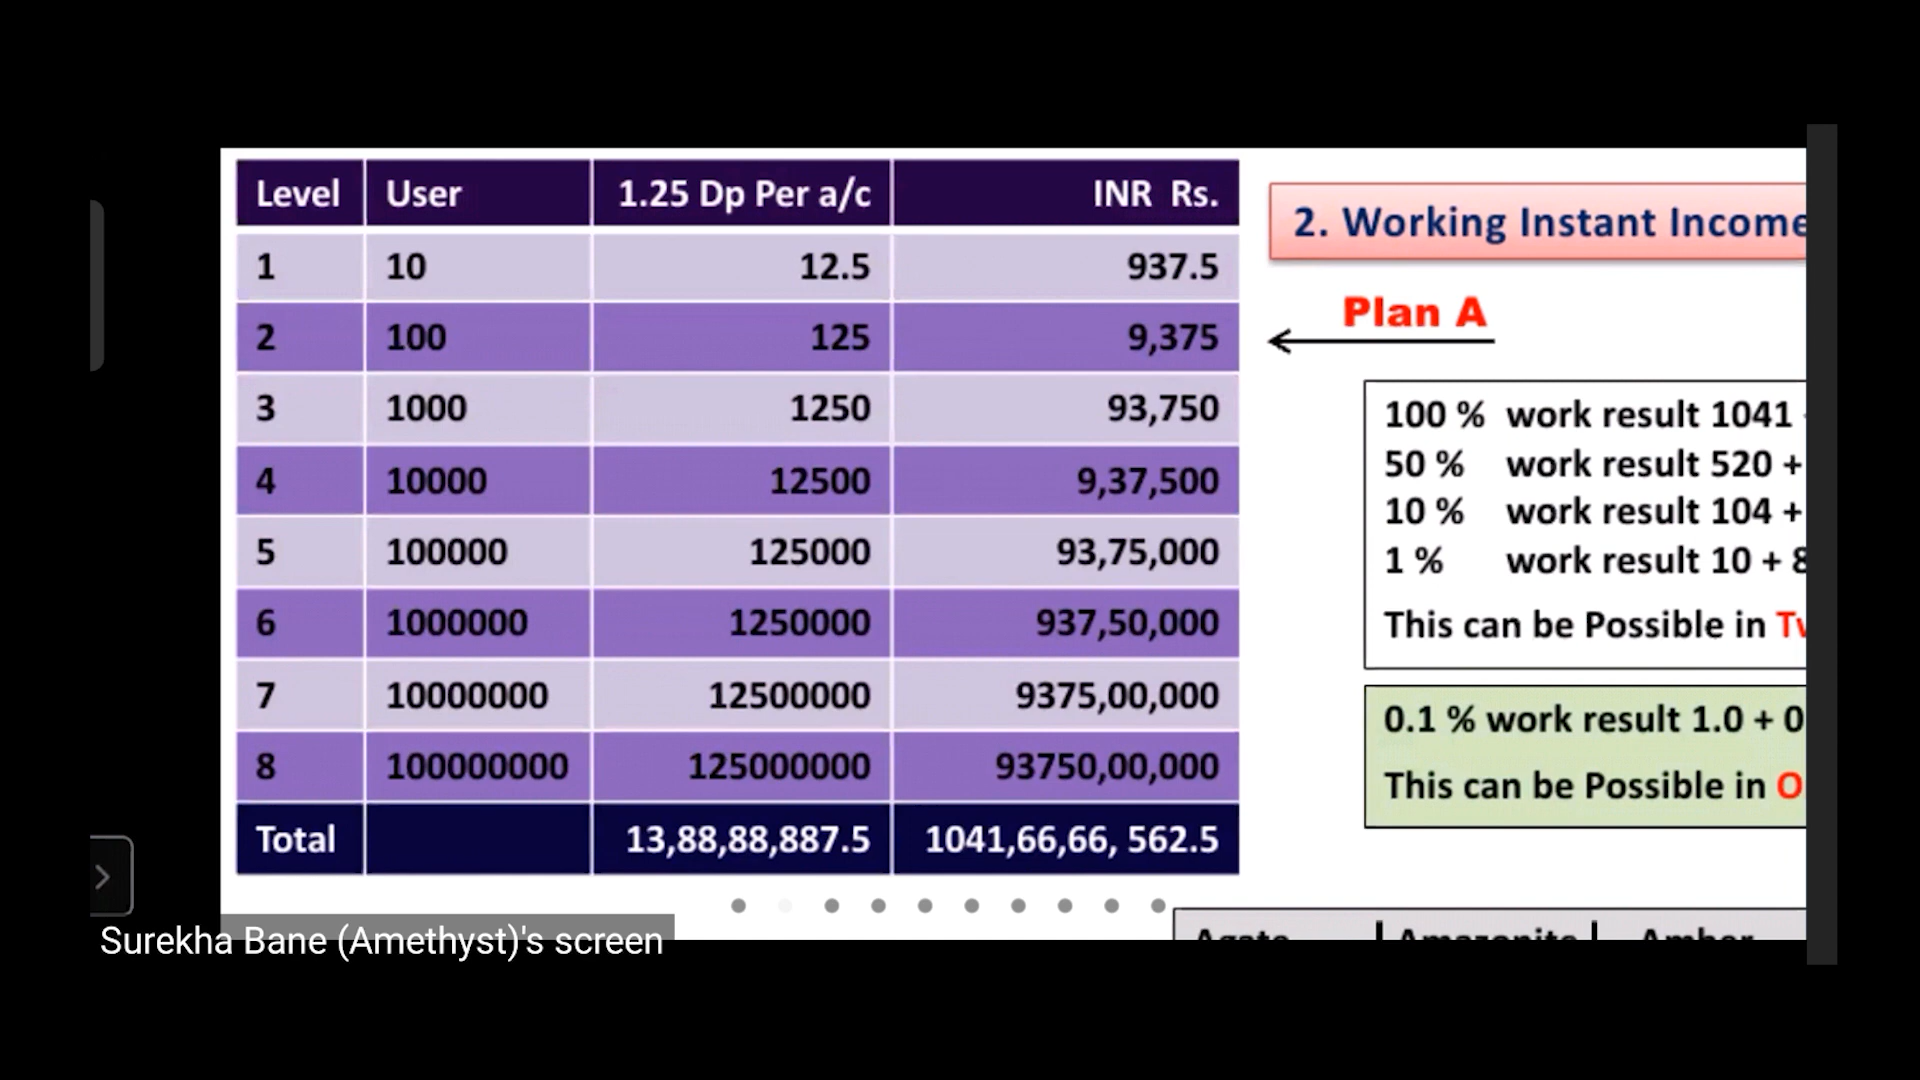 Level User 1.25 Dp Per a/c INR Rs.
1 10 12.5 937.5
2 100 125 9,375
3 1000 1250 93,750
4 10000 12500 9,37,500
5 100000 125000 93,75,000
6 1000000 1250000 937,50,000
7 10000000 12500000 9375,00,000
8 100000000 125000000 93750,00,000
Total 13,88,88,887.5 1041,66,66, 562.5
2. Working Instant Income
Plan A
100 % work result 1041
50 % work result 520 +
10 % work result 104 +
1 % work result 10 + 8
This can be Possible in
0.1 % work result 1.0 + 0
This can be Possible in O
Agate Amazonite Amber
Surekha Bane (Amethyst)'s screen